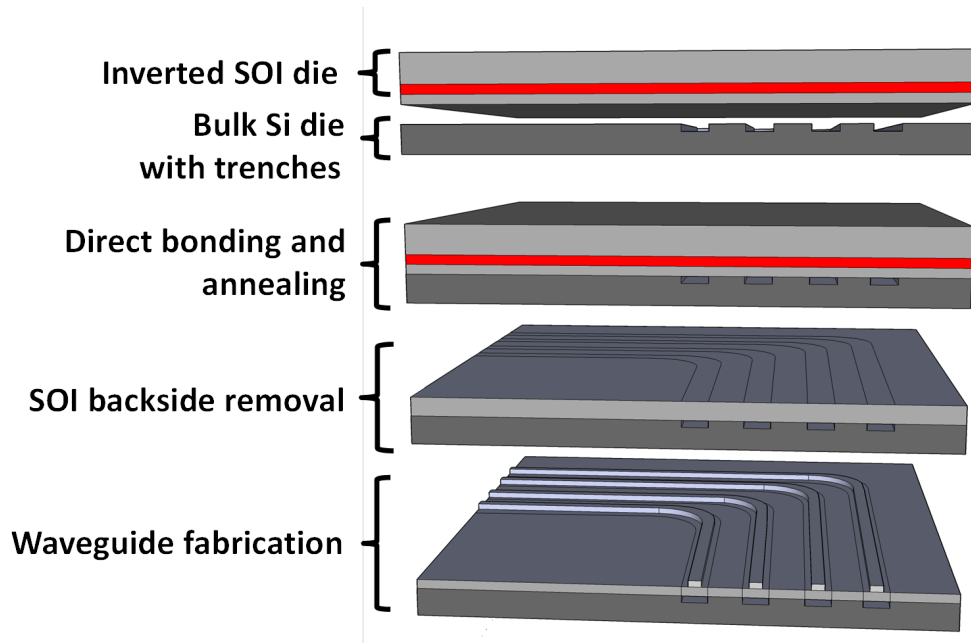 Inverted SOI die
Bulk Si die
with trenches
Direct bonding and
annealing
SOI backside removal
Waveguide fabrication